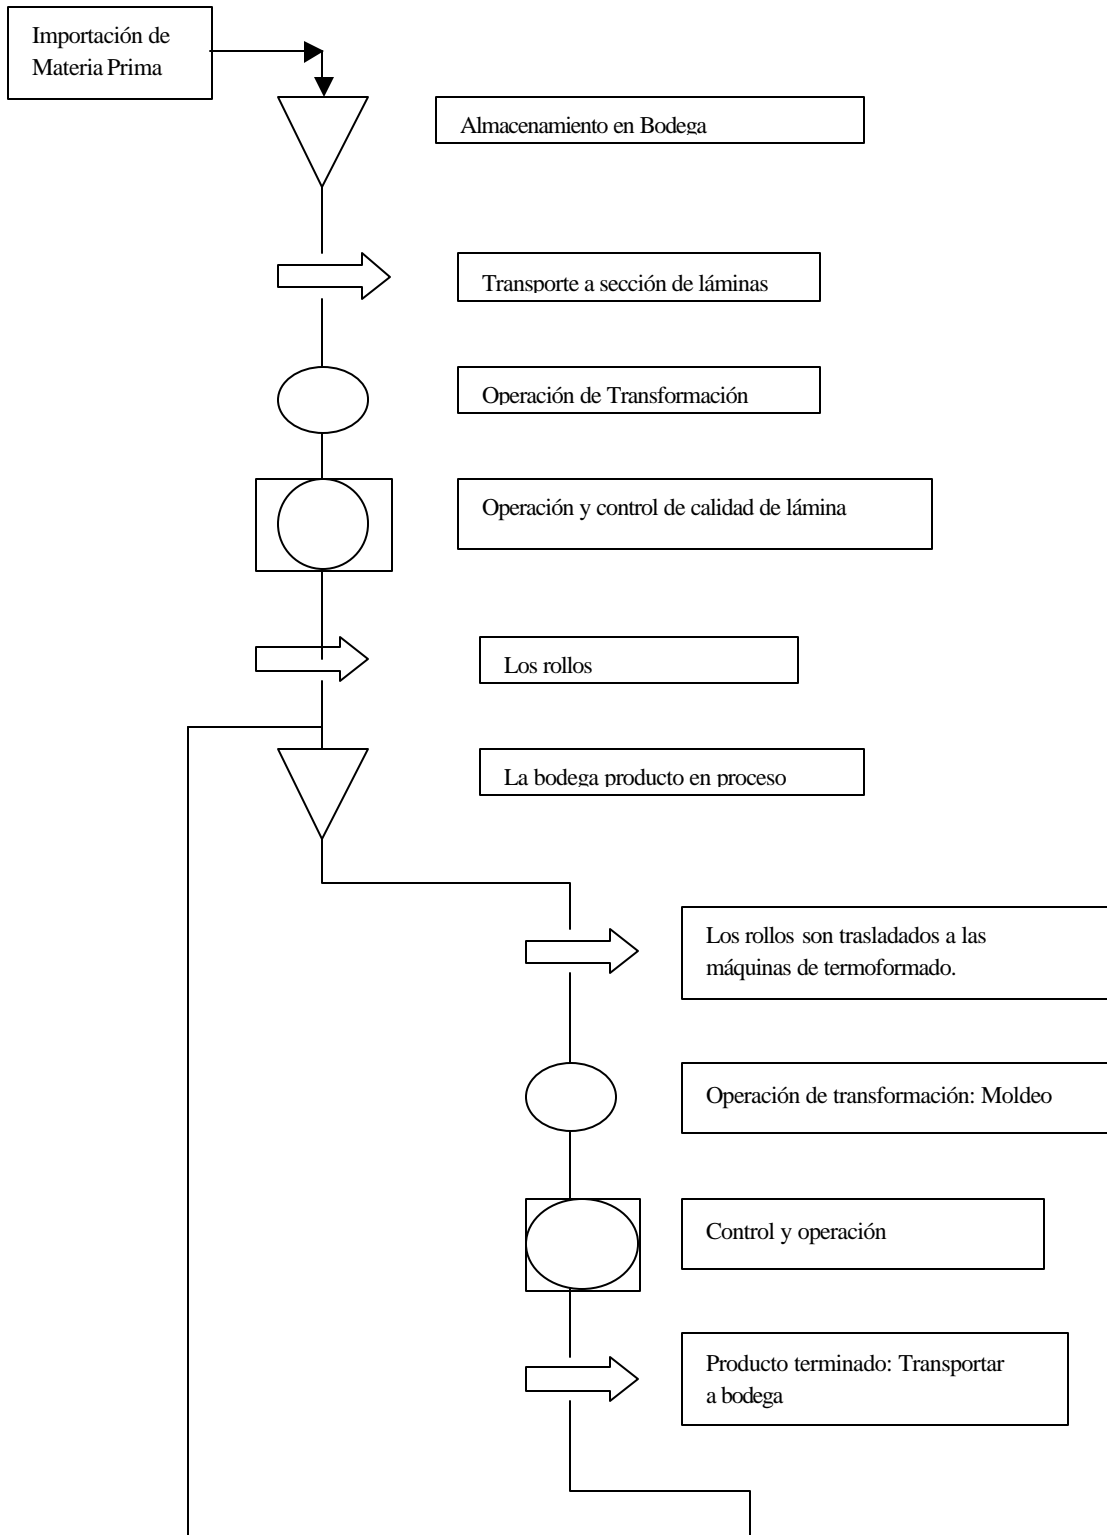 Importación de
Materia Prima
Almacenamiento en Bodega
Transporte a sección de láminas
Operación de Transformación
Operación y control de calidad de lámina
Los rollos
La bodega producto en proceso
Los rollos son trasladados a las
máquinas de termoformado.
Operación de transformación: Moldeo
Control y operación
Producto terminado: Transportar
a bodega